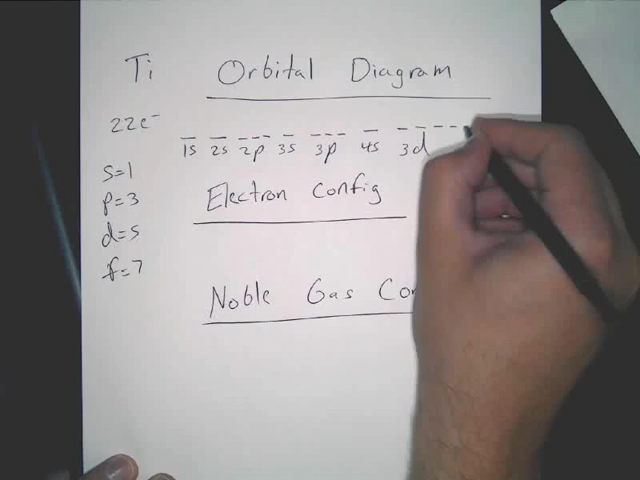 Ti Orbital Diagram
22e⁻
1s 2s 2p 3s 3p 4s 3d
s=1
p=3
d=5
f=7
Electron Config
Noble Gas Con